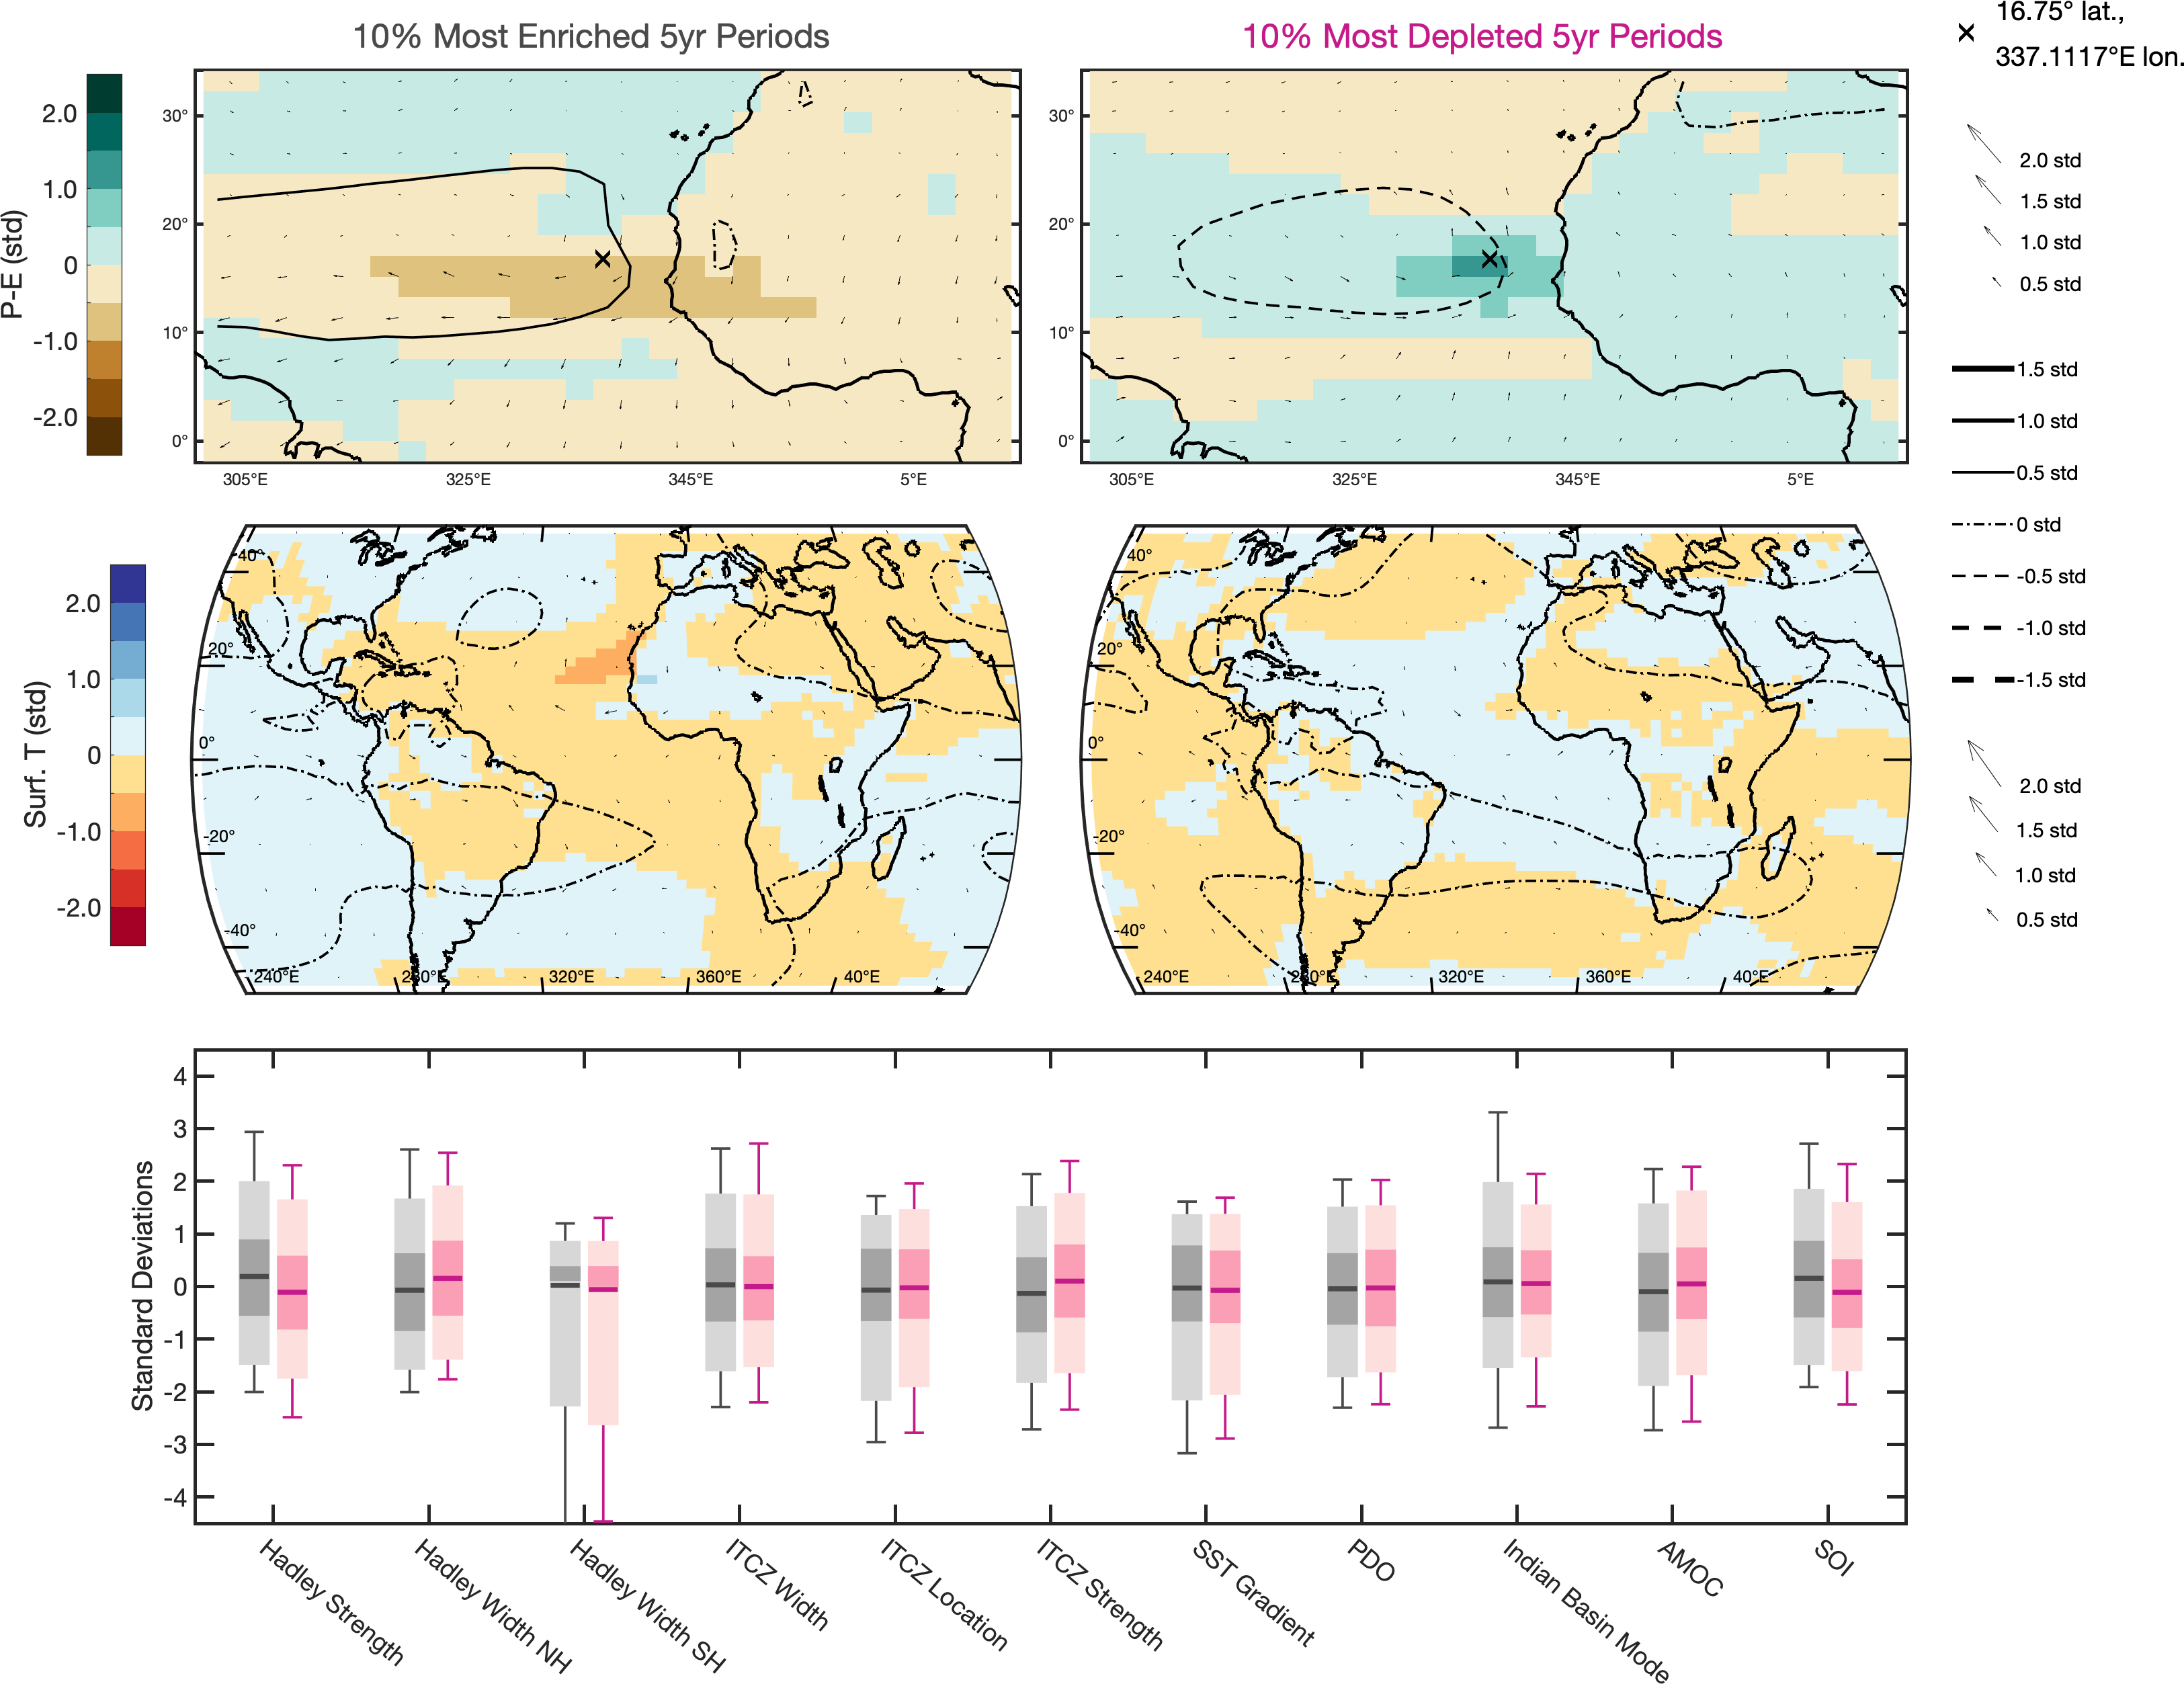 10% Most Enriched 5yr Periods
10% Most Depleted 5yr Periods
16.75° lat.,
337.1117°E lon.
P-E (std)
2.0
1.0
0
-1.0
-2.0
30°
20°
10°
0°
305°E
325°E
345°E
5°E
30°
20°
10°
0°
305°E
325°E
345°E
5°E
2.0 std
1.5 std
1.0 std
0.5 std
1.5 std
1.0 std
0.5 std
0 std
-0.5 std
-1.0 std
-1.5 std
Surf. T (std)
2.0
1.0
0
-1.0
-2.0
40°
20°
0°
-20°
-40°
240°E
280°E
320°E
360°E
40°E
40°
20°
0°
-20°
-40°
240°E
280°E
320°E
360°E
40°E
2.0 std
1.5 std
1.0 std
0.5 std
Standard Deviations
4
3
2
1
0
-1
-2
-3
-4
Hadley Strength
Hadley Width NH
Hadley Width SH
ITCZ Width
ITCZ Location
ITCZ Strength
SST Gradient
PDO
Indian Basin Mode
AMOC
SOI